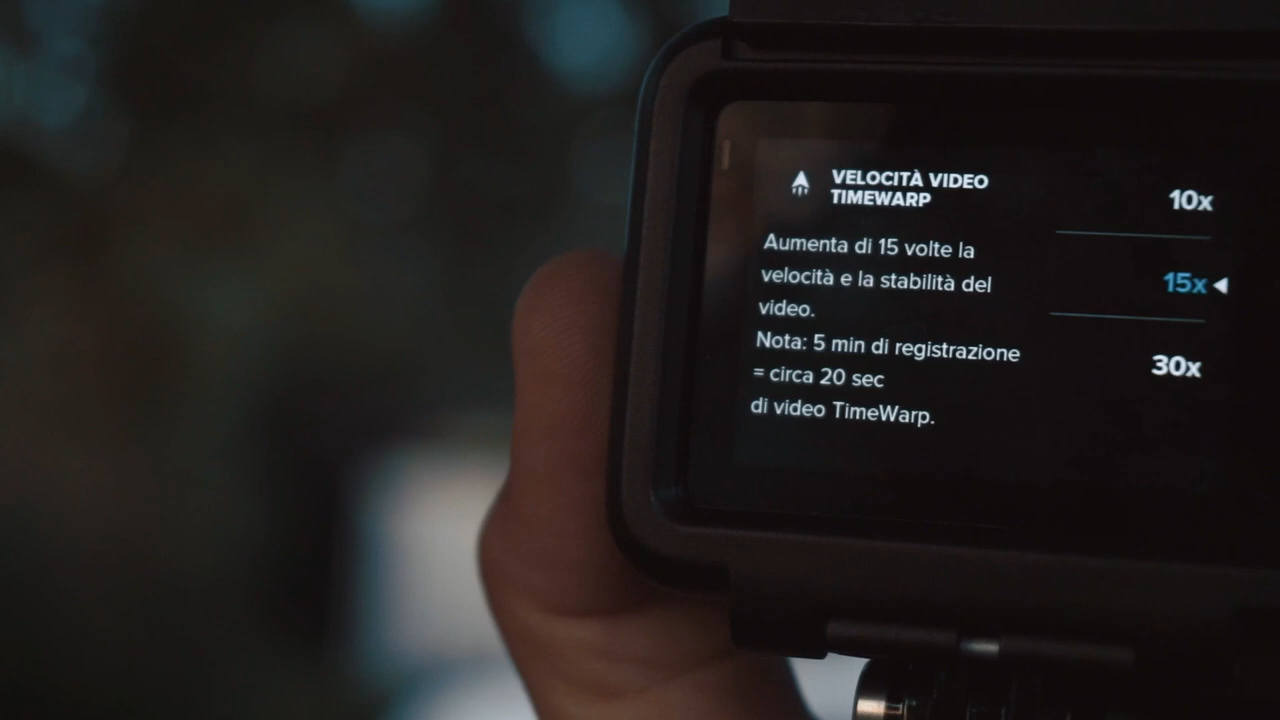 VELOCITÀ VIDEO
TIMEWARP
Aumenta di 15 volte la
velocità e la stabilità del
video.
Nota: 5 min di registrazione
= circa 20 sec
di video TimeWarp.
10x
15x
30x